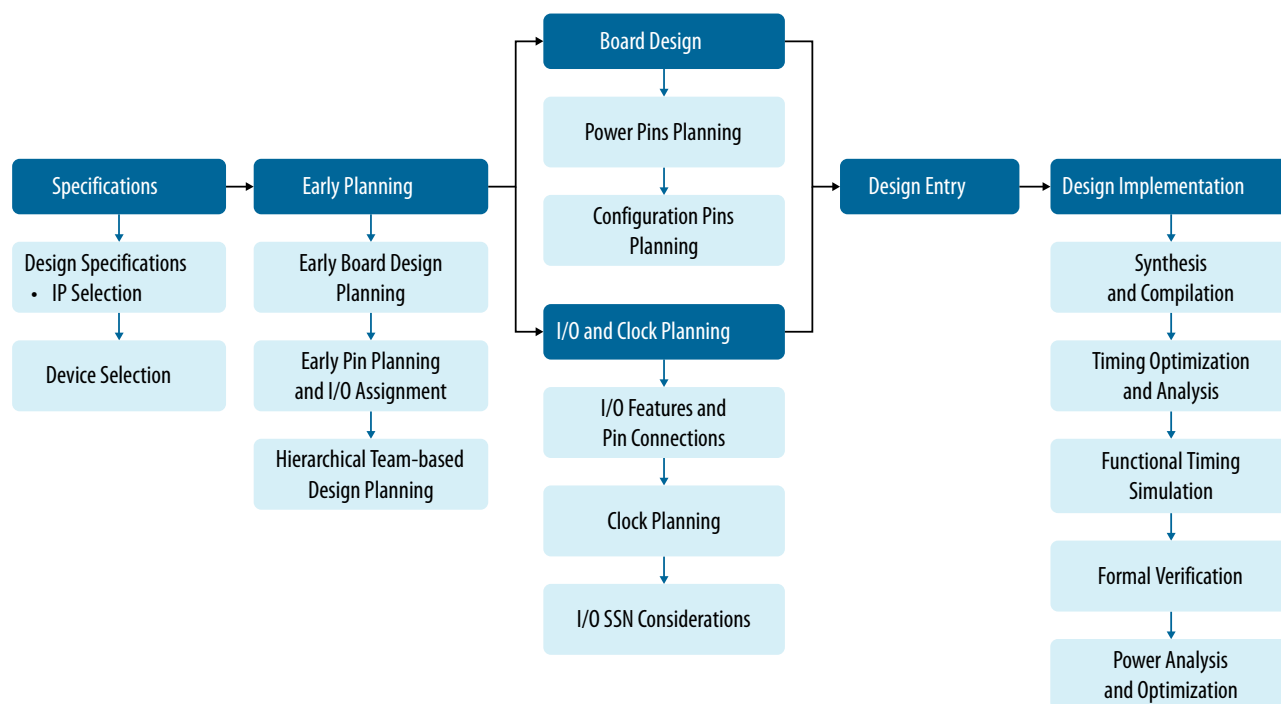 Specifications
Design Specifications
• IP Selection
Device Selection
Early Planning
Early Board Design
Planning
Early Pin Planning
and I/O Assignment
Hierarchical Team-based
Design Planning
Board Design
Power Pins Planning
Configuration Pins
Planning
I/O and Clock Planning
I/O Features and
Pin Connections
Clock Planning
I/O SSN Considerations
Design Entry
Design Implementation
Synthesis
and Compilation
Timing Optimization
and Analysis
Functional Timing
Simulation
Formal Verification
Power Analysis
and Optimization